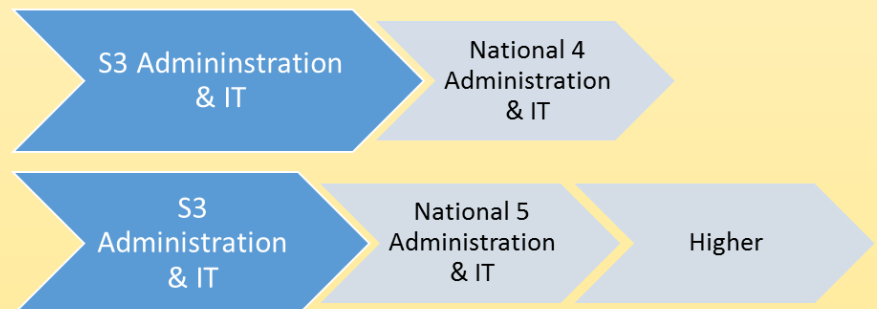 S3 Admininstration
& IT
National 4
Administration
& IT
S3
Administration
& IT
National 5
Administration
& IT
Higher